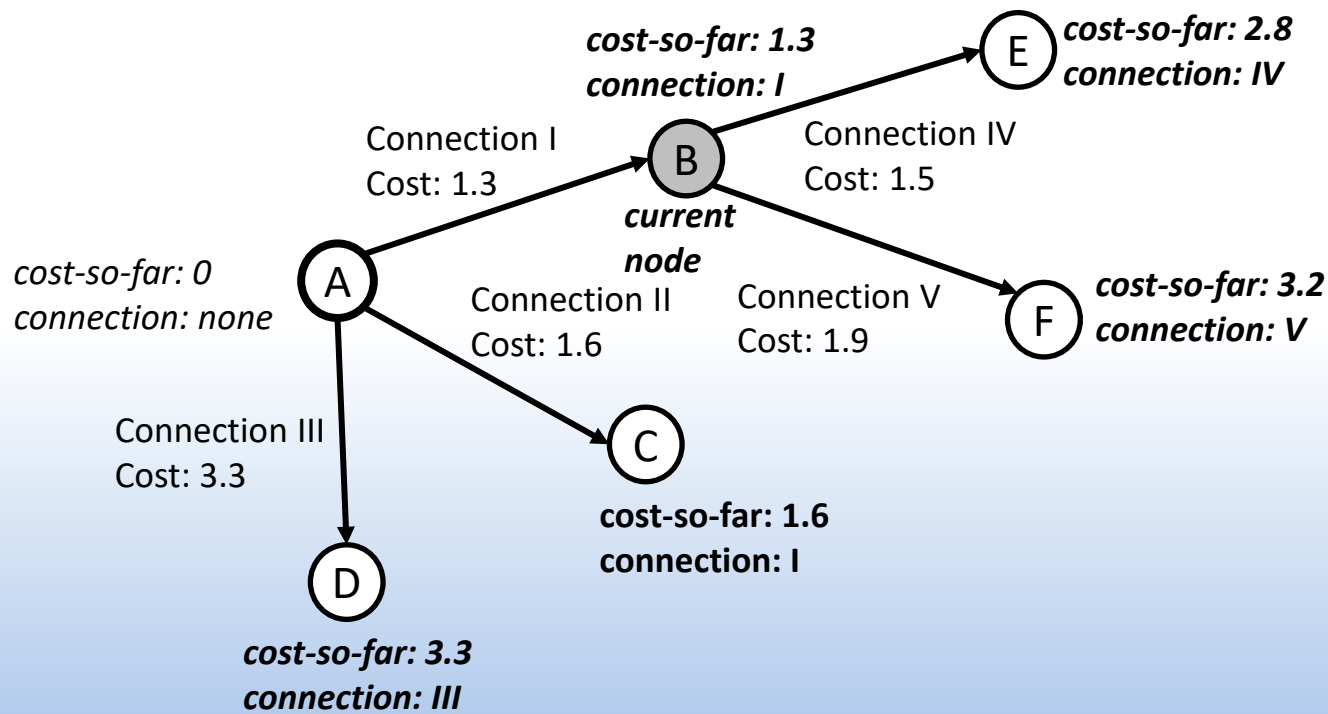 cost-so-far: 1.3
connection: I
E
cost-so-far: 2.8
connection: IV
Connection I
Cost: 1.3
B
Connection IV
Cost: 1.5
current
node
cost-so-far: 0
connection: none
A
Connection II
Cost: 1.6
Connection V
Cost: 1.9
F
cost-so-far: 3.2
connection: V
Connection III
Cost: 3.3
C
cost-so-far: 1.6
connection: I
D
cost-so-far: 3.3
connection: III